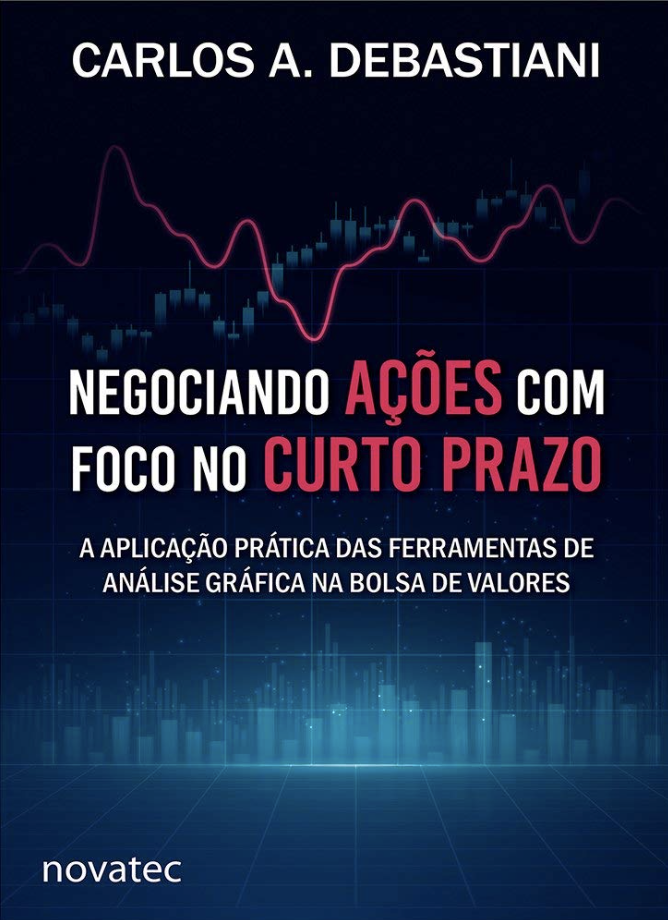 CARLOS A. DEBASTIANI
NEGOCIANDO AÇÕES COM
FOCO NO CURTO PRAZO
A APLICAÇÃO PRÁTICA DAS FERRAMENTAS DE
ANÁLISE GRÁFICA NA BOLSA DE VALORES
novatec